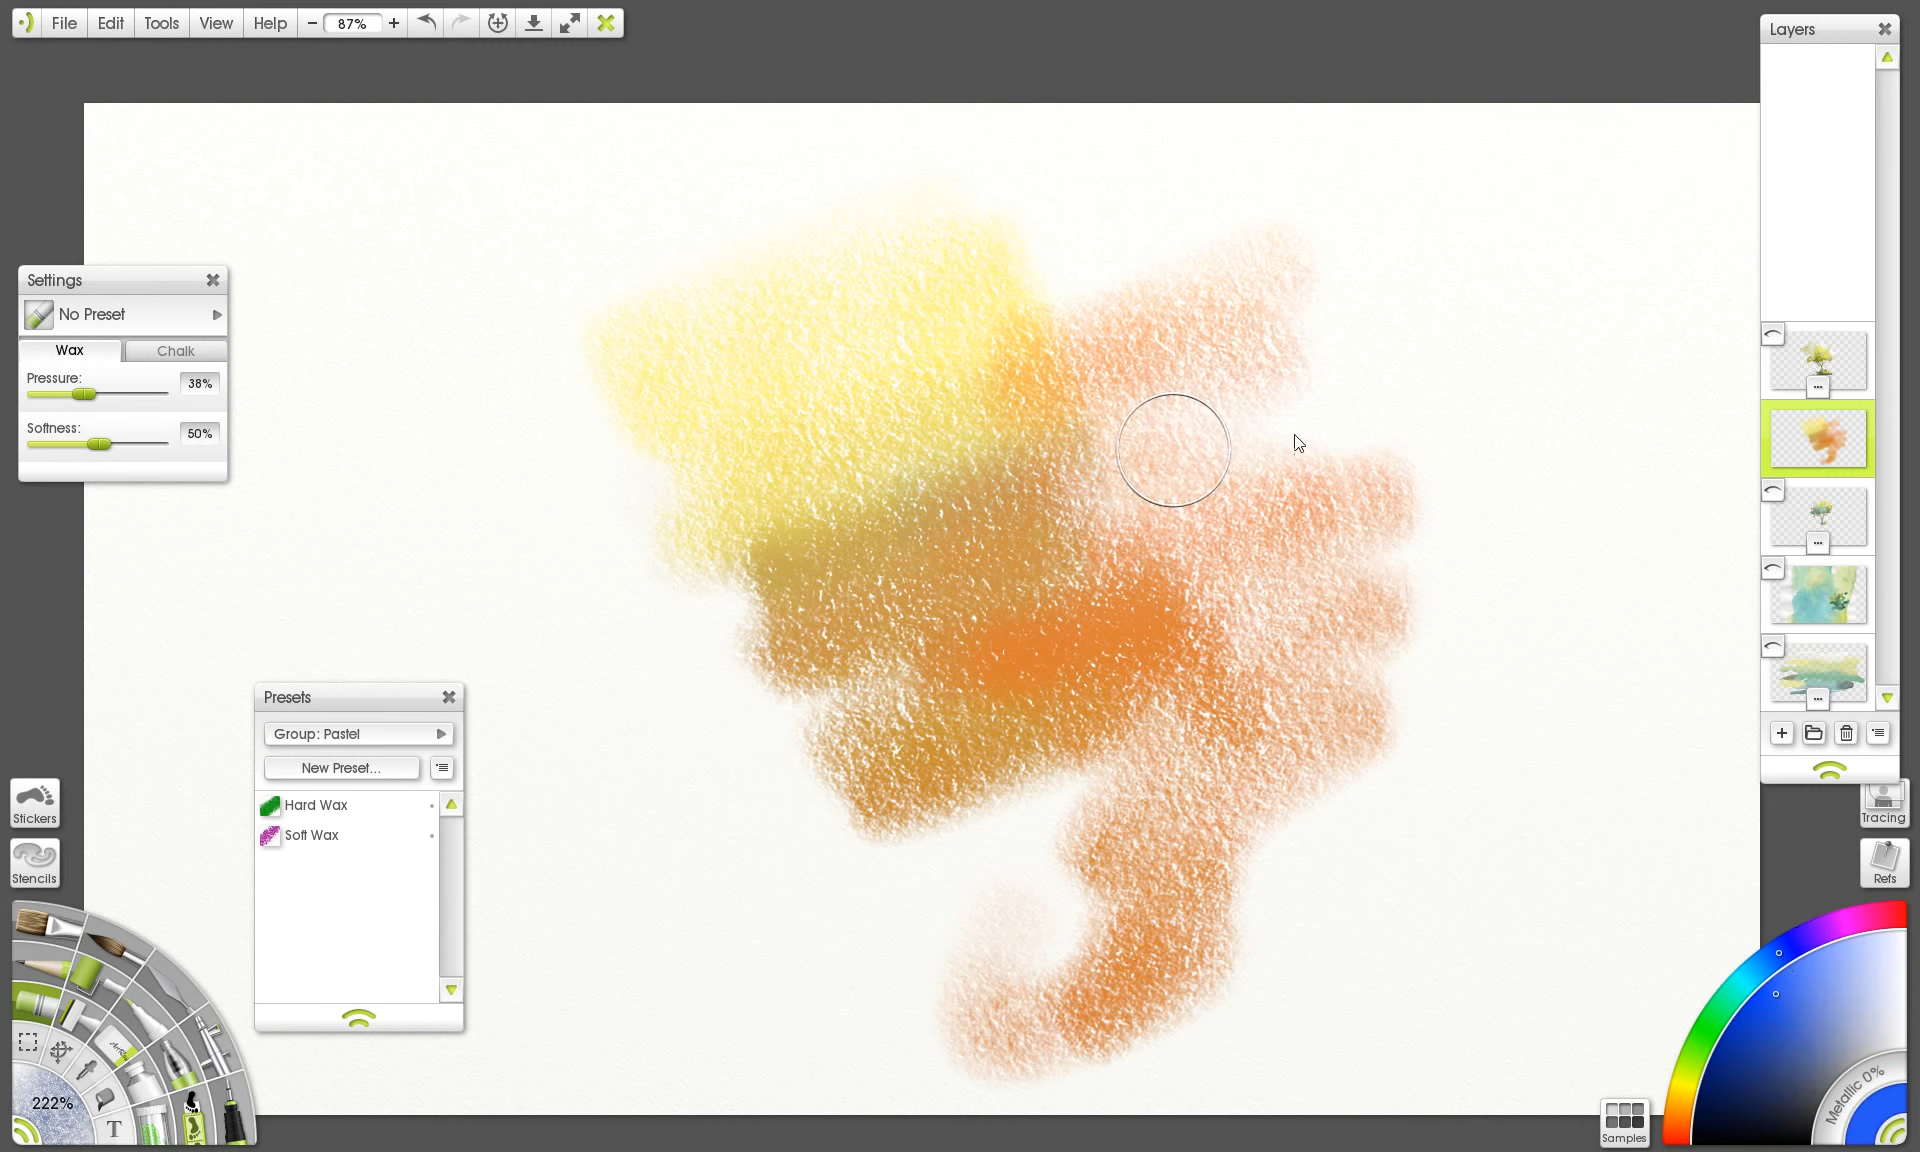 File Edit Tools View Help 87%
Layers
Settings
No Preset
Wax Chalk
Pressure: 38%
Softness: 50%
Presets
Group: Pastel
New Preset...
Hard Wax
Soft Wax
Stickers
Stencils
Tracing
Refs
222%
T
Metallic 0%
Samples